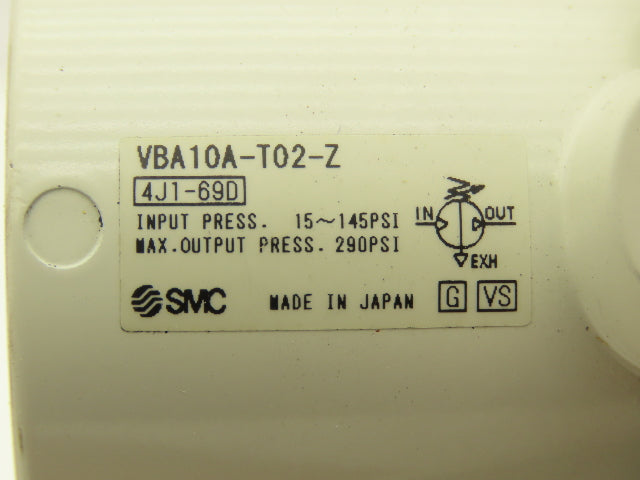 VBA10A-T02-Z
4J1-69D
INPUT PRESS. 15~145PSI
MAX.OUTPUT PRESS. 290PSI
IN OUT
EXH
SMC MADE IN JAPAN G VS